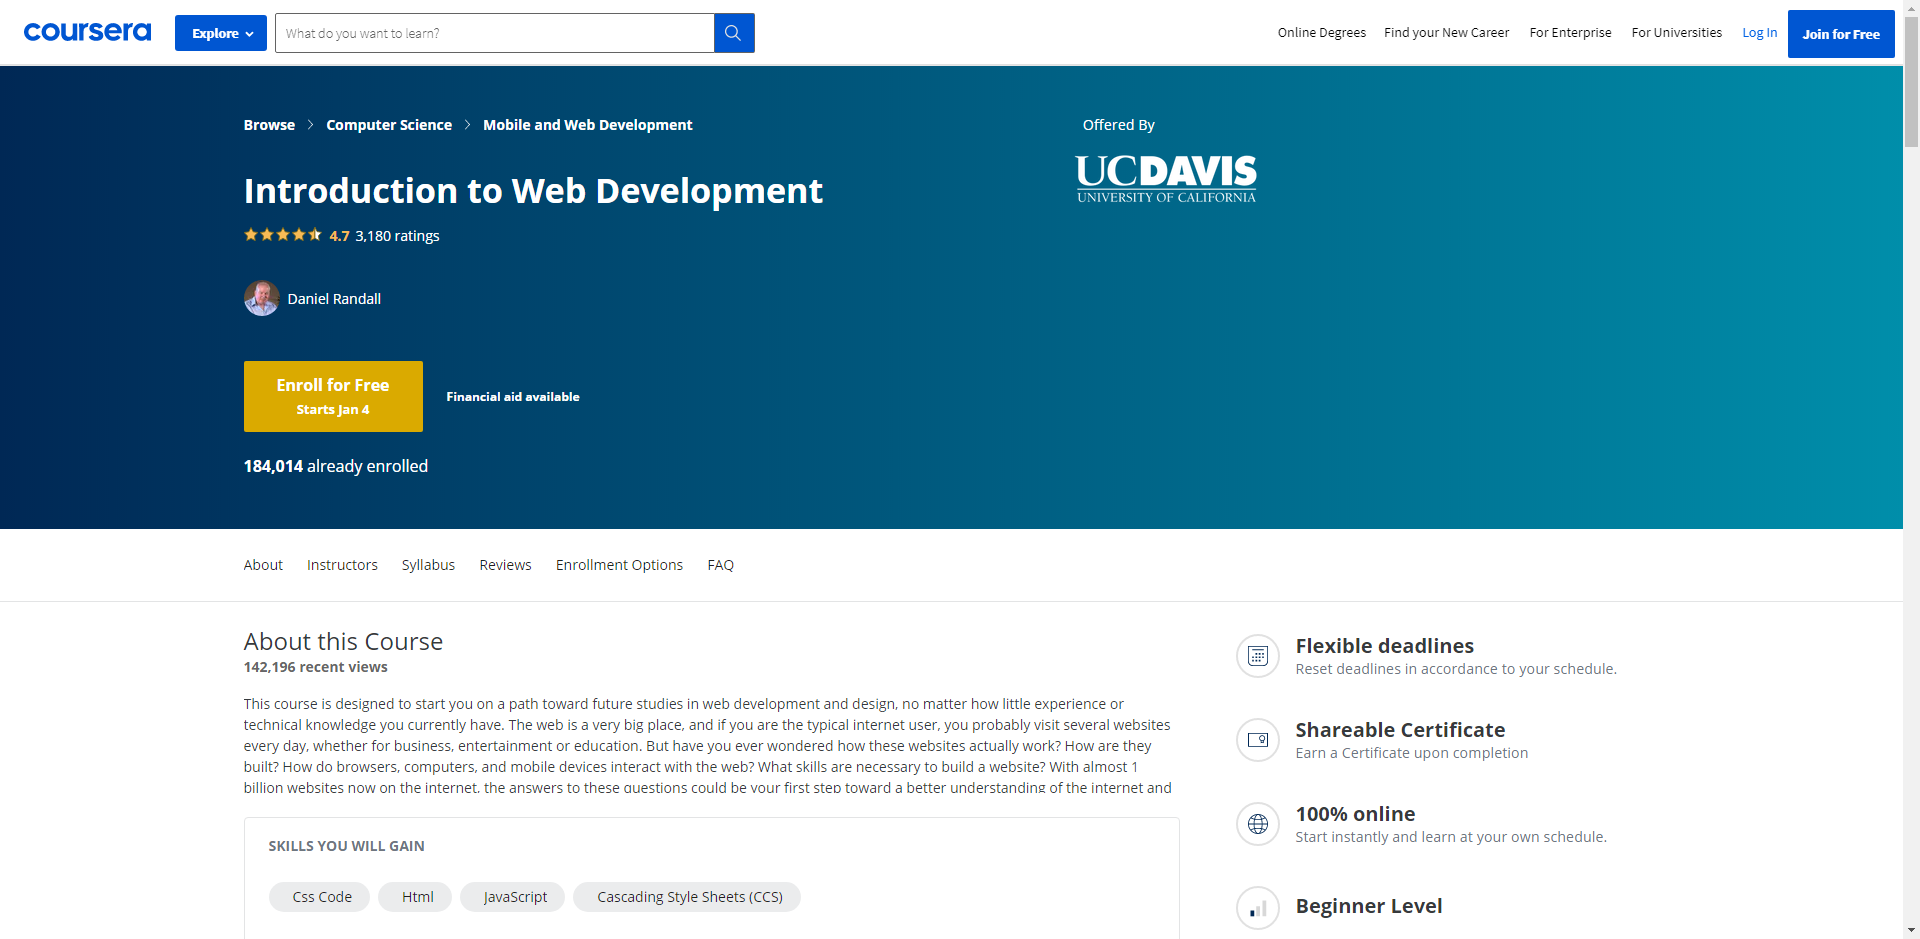 coursera
Explore
What do you want to learn?
Online Degrees
Find your New Career
For Enterprise
For Universities
Log In
Join for Free
Browse > Computer Science > Mobile and Web Development
Offered By
UCDAVIS
UNIVERSITY OF CALIFORNIA
Introduction to Web Development
4.7 3,180 ratings
Daniel Randall
Enroll for Free
Starts Jan 4
Financial aid available
184,014 already enrolled
About
Instructors
Syllabus
Reviews
Enrollment Options
FAQ
About this Course
142,196 recent views
This course is designed to start you on a path toward future studies in web development and design, no matter how little experience or
technical knowledge you currently have. The web is a very big place, and if you are the typical internet user, you probably visit several websites
every day, whether for business, entertainment or education. But have you ever wondered how these websites actually work? How are they
built? How do browsers, computers, and mobile devices interact with the web? What skills are necessary to build a website? With almost 1
billion websites now on the internet, the answers to these questions could be your first step toward a better understanding of the internet and
SKILLS YOU WILL GAIN
Css Code
Html
JavaScript
Cascading Style Sheets (CCS)
Flexible deadlines
Reset deadlines in accordance to your schedule.
Shareable Certificate
Earn a Certificate upon completion
100% online
Start instantly and learn at your own schedule.
Beginner Level